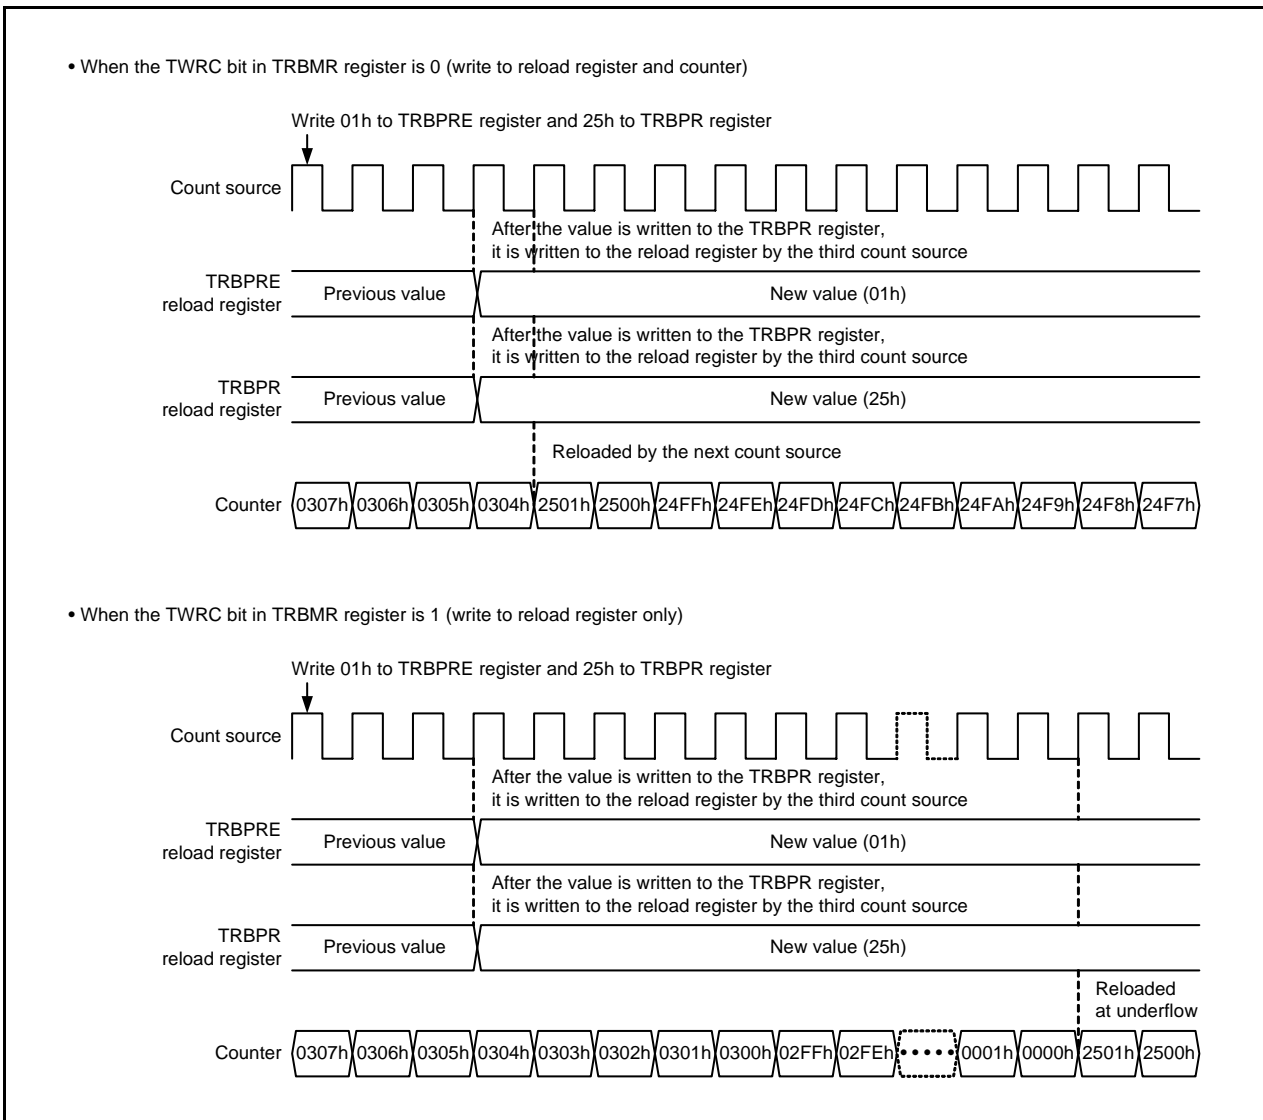 • When the TWRC bit in TRBMR register is 0 (write to reload register and counter)
Write 01h to TRBPRE register and 25h to TRBPR register
Count source
After the value is written to the TRBPR register,
it is written to the reload register by the third count source
TRBPRE
reload register
Previous value
New value (01h)
After the value is written to the TRBPR register,
it is written to the reload register by the third count source
TRBPR
reload register
Previous value
New value (25h)
Reloaded by the next count source
Counter 0307h 0306h 0305h 0304h 2501h 2500h 24FFh 24FEh 24FDh 24FCh 24FBh 24FAh 24F9h 24F8h 24F7h
• When the TWRC bit in TRBMR register is 1 (write to reload register only)
Write 01h to TRBPRE register and 25h to TRBPR register
Count source
After the value is written to the TRBPR register,
it is written to the reload register by the third count source
TRBPRE
reload register
Previous value
New value (01h)
After the value is written to the TRBPR register,
it is written to the reload register by the third count source
TRBPR
reload register
Previous value
New value (25h)
Reloaded
at underflow
Counter 0307h 0306h 0305h 0304h 0303h 0302h 0301h 0300h 02FFh 02FEh ••••• 0001h 0000h 2501h 2500h